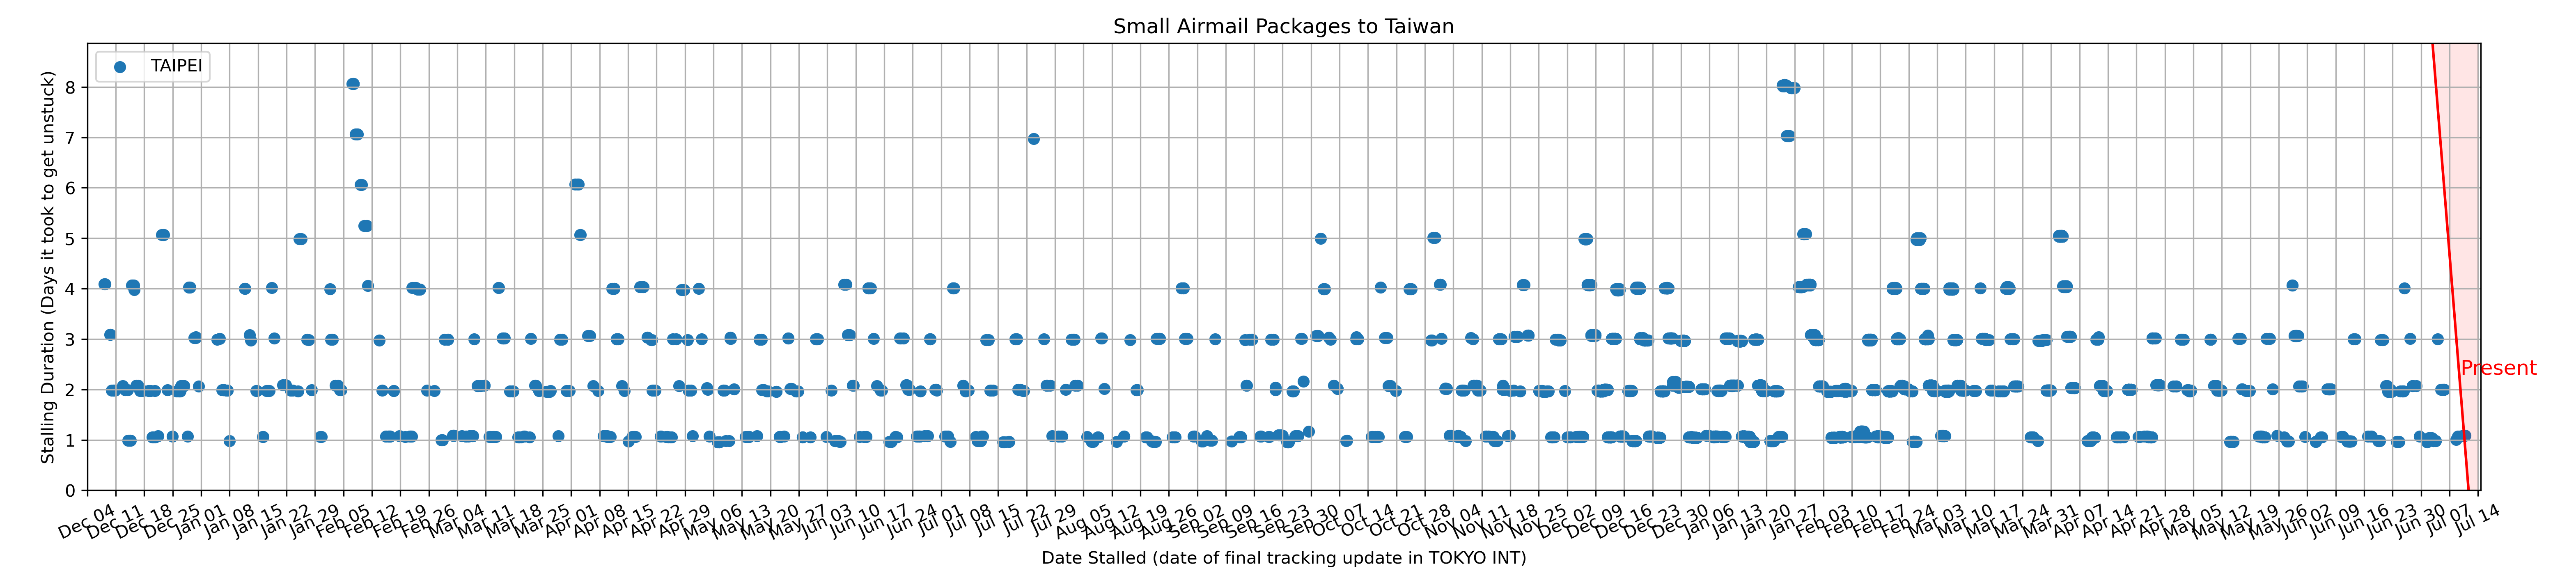 Small Airmail Packages to Taiwan
TAIPEI
Stalling Duration (Days it took to get unstuck)
8
7
6
5
4
3
2
1
0
Present
Dec 04 Dec 11 Dec 18 Dec 25 Jan 01 Jan 08 Jan 15 Jan 22 Jan 29 Feb 05 Feb 12 Feb 19 Feb 26 Mar 04 Mar 11 Mar 18 Mar 25 Apr 01 Apr 08 Apr 15 Apr 22 Apr 29 May 06 May 13 May 20 May 27 Jun 03 Jun 10 Jun 17 Jun 24 Jul 01 Jul 08 Jul 15 Jul 22 Jul 29 Aug 05 Aug 12 Aug 19 Aug 26 Sep 02 Sep 09 Sep 16 Sep 23 Sep 30 Oct 07 Oct 14 Oct 21 Oct 28 Nov 04 Nov 11 Nov 18 Nov 25 Dec 02 Dec 09 Dec 16 Dec 23 Dec 30 Jan 06 Jan 13 Jan 20 Jan 27 Feb 03 Feb 10 Feb 17 Feb 24 Mar 03 Mar 10 Mar 17 Mar 24 Mar 31 Apr 07 Apr 14 Apr 21 Apr 28 May 05 May 12 May 19 May 26 Jun 02 Jun 09 Jun 16 Jun 23 Jun 30 Jul 07 Jul 14
Date Stalled (date of final tracking update in TOKYO INT)